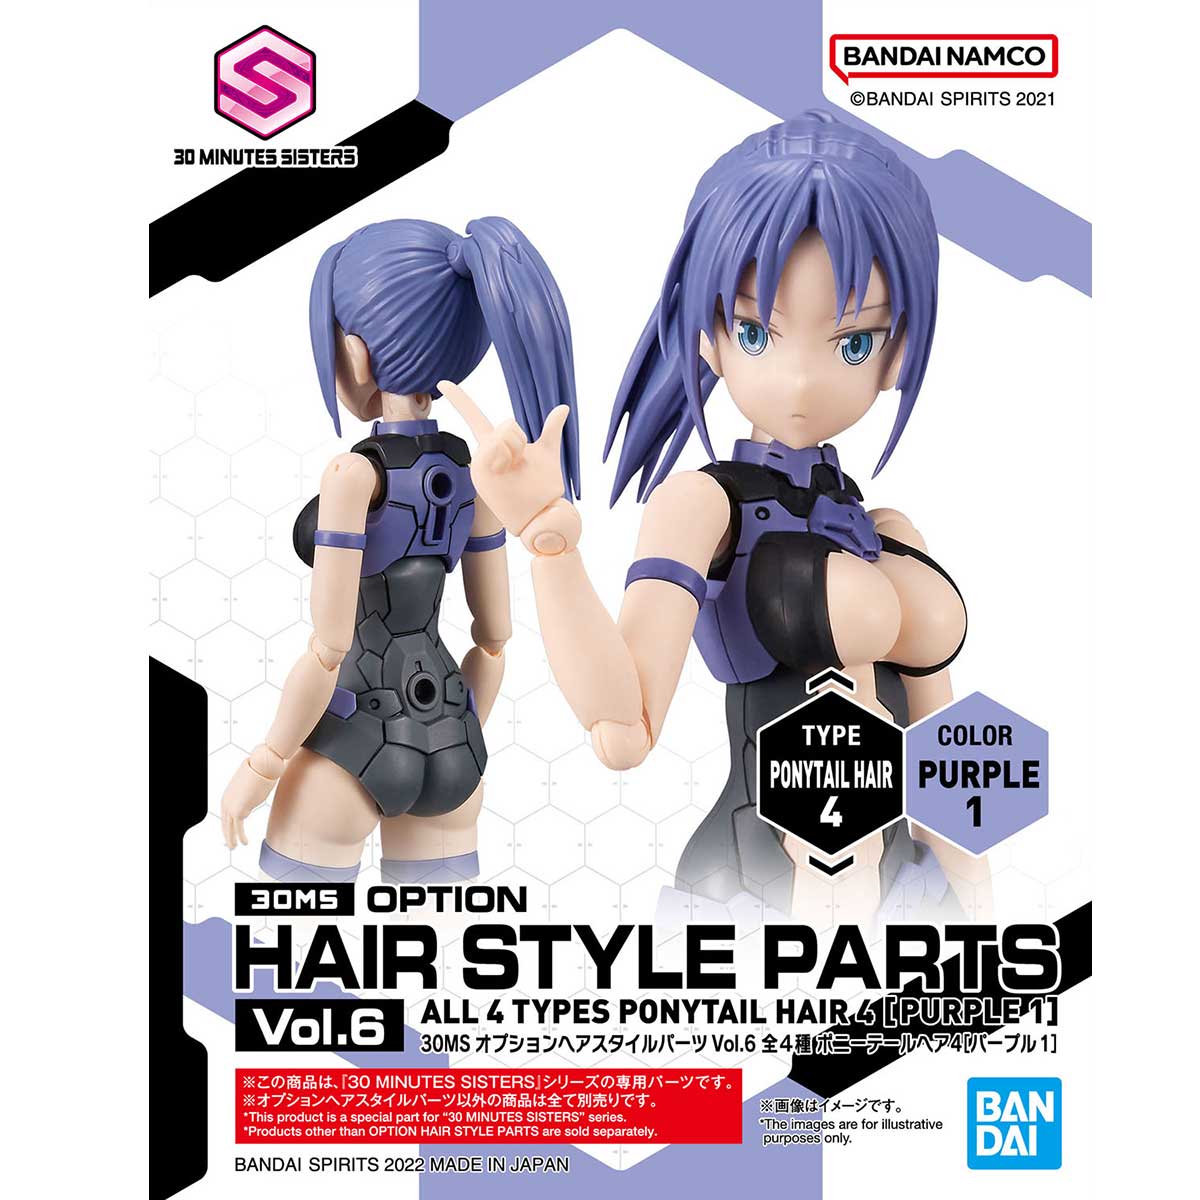 30 MINUTES SISTERS
BANDAI NAMCO
©BANDAI SPIRITS 2021
TYPE
PONYTAIL HAIR
4
COLOR
PURPLE
1
30MS OPTION
HAIR STYLE PARTS
Vol.6
ALL 4 TYPES PONYTAIL HAIR 4 [PURPLE 1]
30MS オプションヘアスタイルパーツ Vol.6 全4種 ポニーテールヘア4[パープル1]
※この商品は、『30 MINUTES SISTERS』シリーズの専用パーツです。
※オプションヘアスタイルパーツ以外の商品は全て別売りです。
*This product is a special part for “30 MINUTES SISTERS” series.
*Products other than OPTION HAIR STYLE PARTS are sold separately.
※画像はイメージです。
*The images are for illustrative
purposes only.
BAN
DAI
BANDAI SPIRITS 2022 MADE IN JAPAN